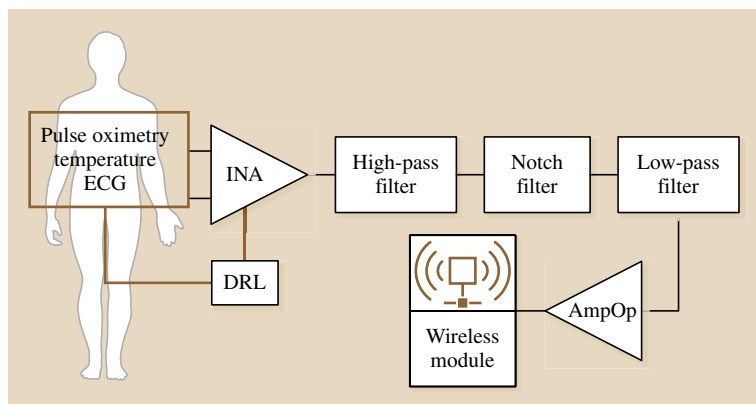 Pulse oximetry
temperature
ECG
INA
High-pass
filter
Notch
filter
Low-pass
filter
DRL
AmpOp
Wireless
module